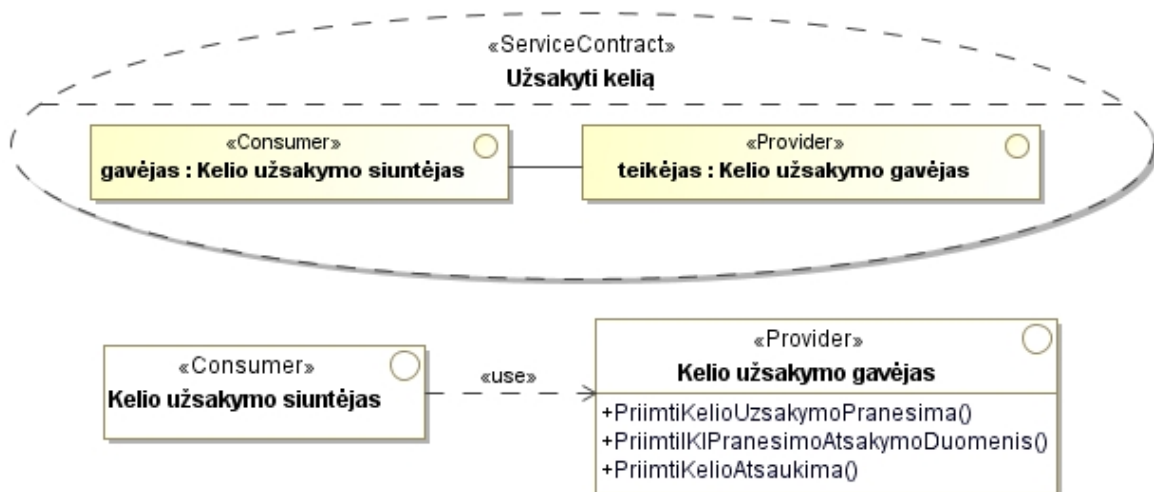 «ServiceContract»
Užsakyti kelią
«Consumer»
gavėjas : Kelio užsakymo siuntėjas
«Provider»
teikėjas : Kelio užsakymo gavėjas
«Consumer»
Kelio užsakymo siuntėjas
«use»
«Provider»
Kelio užsakymo gavėjas
+PriimtiKelioUzsakymoPranesima()
+PriimtiIKIPranesimoAtsakymoDuomenis()
+PriimtiKelioAtsaukima()